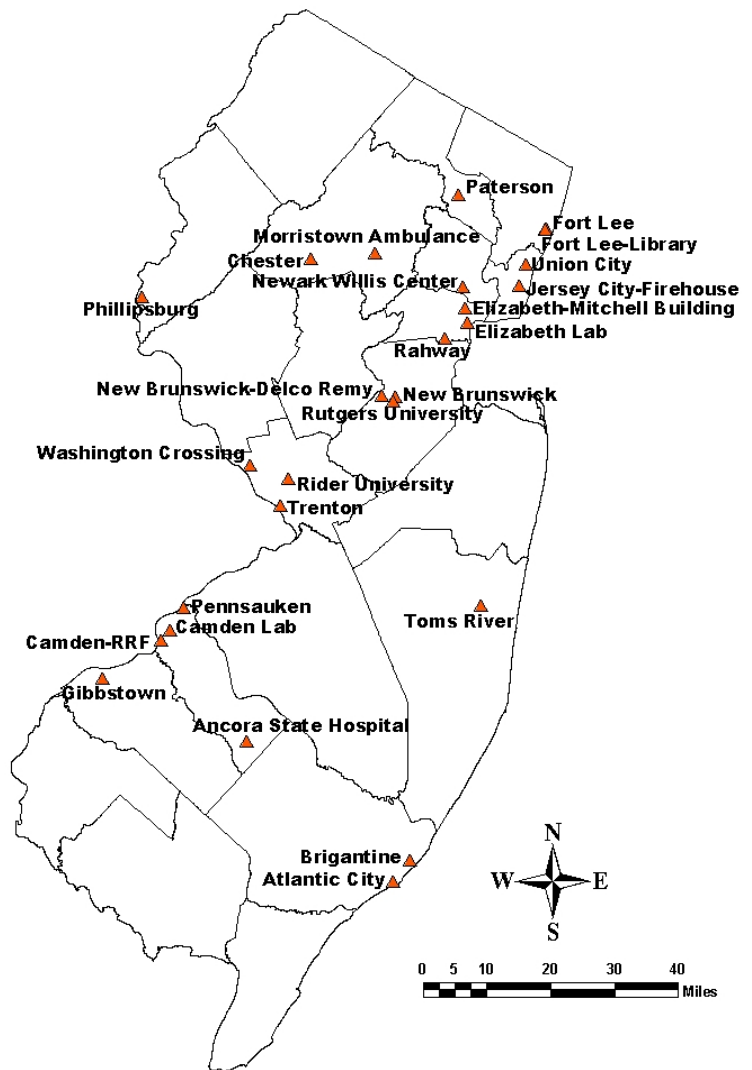 Paterson
Fort Lee
Fort Lee-Library
Morristown Ambulance
Chester
Union City
Newark Willis Center
Jersey City-Firehouse
Phillipsburg
Elizabeth-Mitchell Building
Elizabeth Lab
Rahway
New Brunswick-Delco Remy
New Brunswick
Rutgers University
Washington Crossing
Rider University
Trenton
Pennsauken
Toms River
Camden Lab
Camden-RRF
Gibbstown
Ancora State Hospital
Brigantine
Atlantic City
N
W E
S
0 5 10 20 30 40
Miles